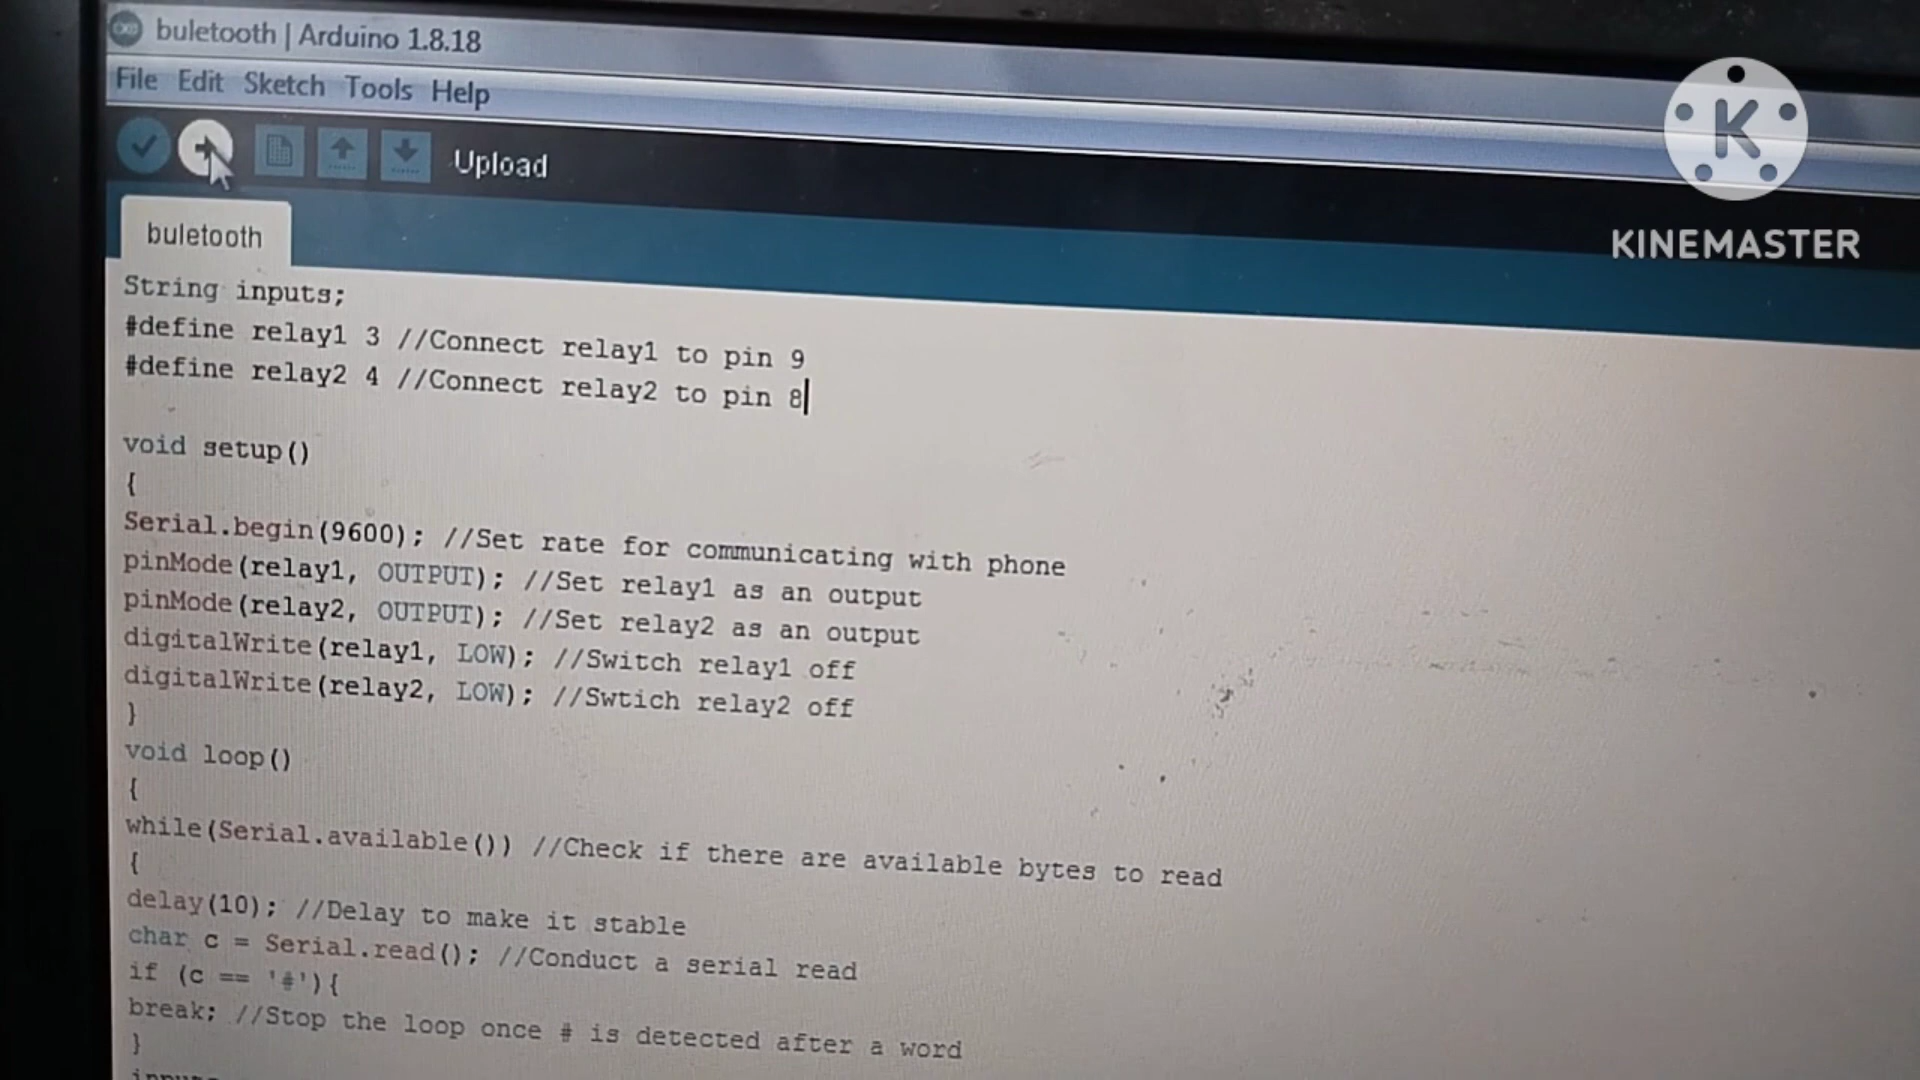 buletooth | Arduino 1.8.18
File Edit Sketch Tools Help
Upload
KINEMASTER
buletooth
String inputs;
#define relay1 3 //Connect relay1 to pin 9
#define relay2 4 //Connect relay2 to pin 8
void setup()
{
Serial.begin(9600); //Set rate for communicating with phone
pinMode(relay1, OUTPUT); //Set relay1 as an output
pinMode(relay2, OUTPUT); //Set relay2 as an output
digitalWrite(relay1, LOW); //Switch relay1 off
digitalWrite(relay2, LOW); //Swtich relay2 off
}
void loop()
{
while(Serial.available()) //Check if there are available bytes to read
{
delay(10); //Delay to make it stable
char c = Serial.read(); //Conduct a serial read
if (c == '#'){
break; //Stop the loop once # is detected after a word
}